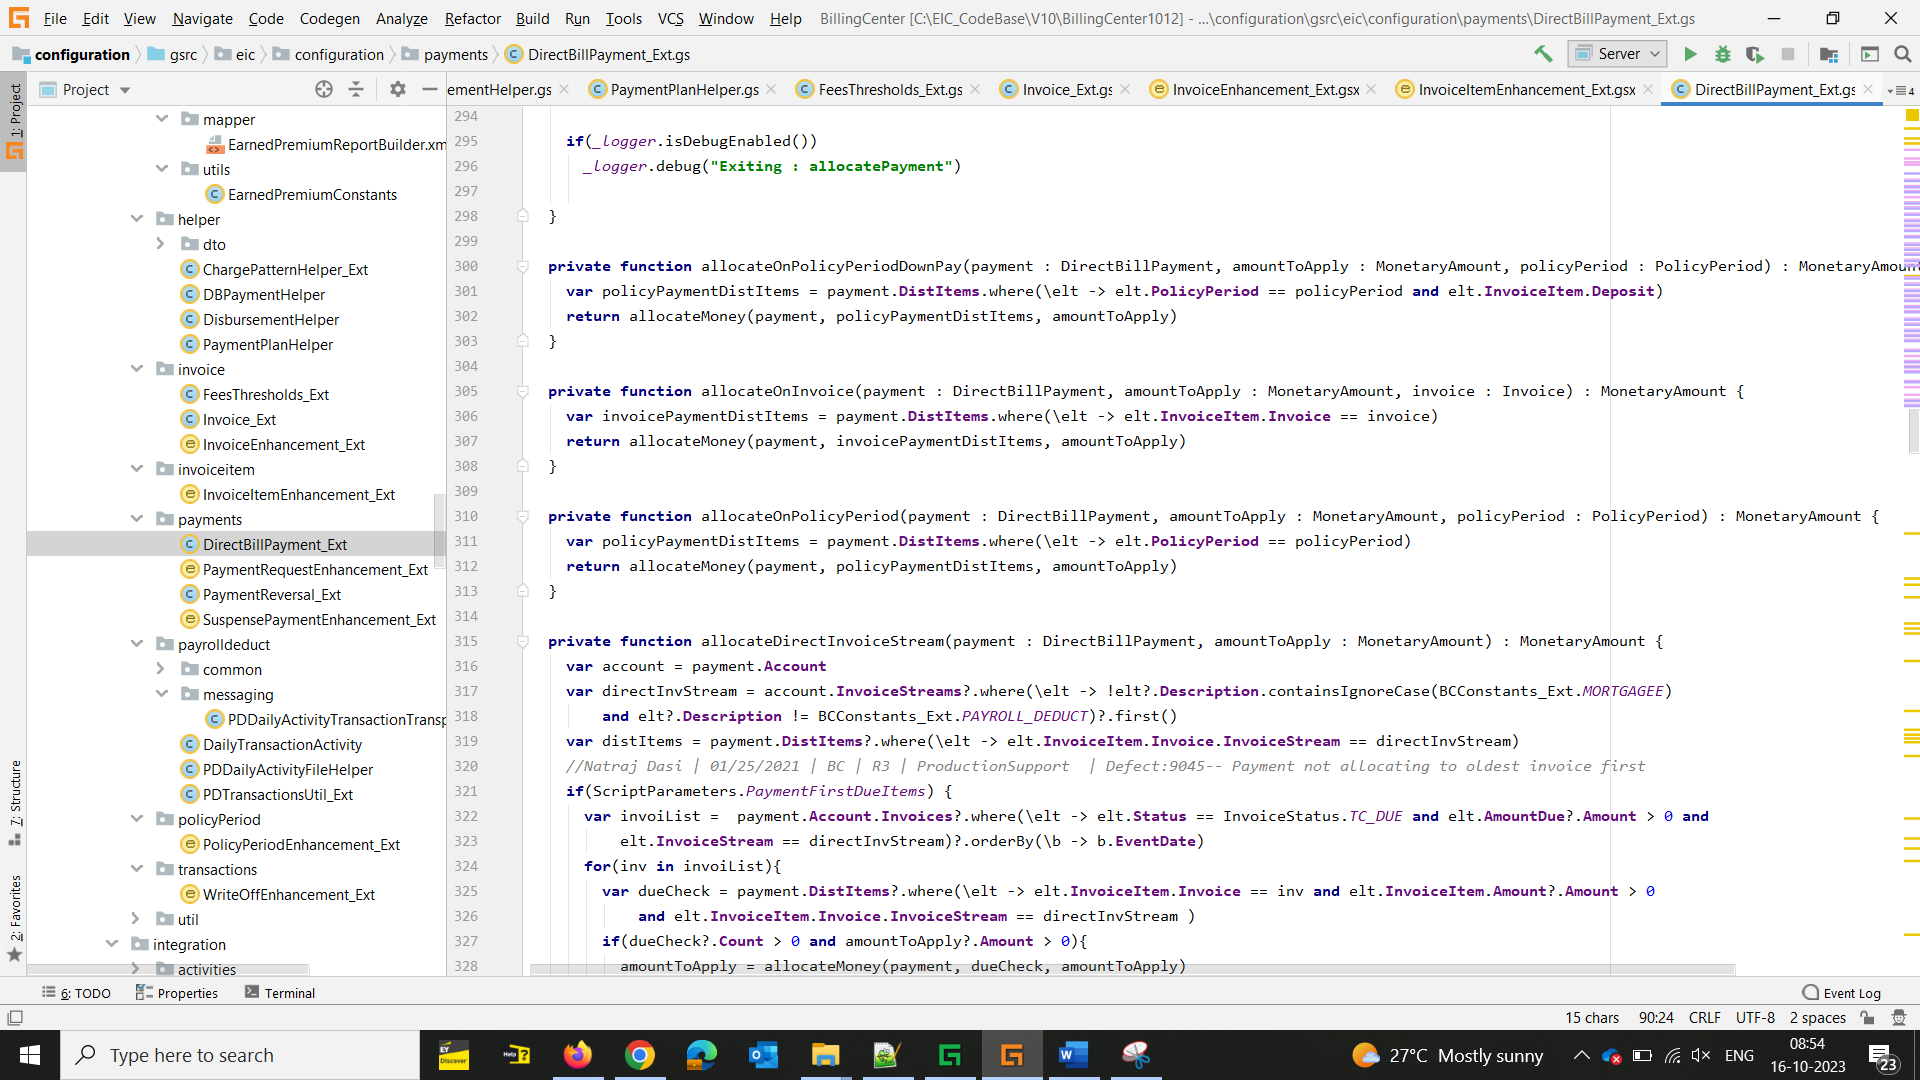 File Edit View Navigate Code Codegen Analyze Refactor Build Run Tools VCS Window Help BillingCenter [C:\EIC_CodeBase\V10\BillingCenter1012] - ...\configuration\gsrc\eic\configuration\payments\DirectBillPayment_Ext.gs
configuration gsrc eic configuration payments DirectBillPayment_Ext.gs Server
Project ementHelper.gs PaymentPlanHelper.gs FeesThresholds_Ext.gs Invoice_Ext.gs InvoiceEnhancement_Ext.gsx InvoiceItemEnhancement_Ext.gsx DirectBillPayment_Ext.gs 4
1: Project
7: Structure
2: Favorites
mapper
EarnedPremiumReportBuilder.xm
utils
EarnedPremiumConstants
helper
dto
ChargePatternHelper_Ext
DBPaymentHelper
DisbursementHelper
PaymentPlanHelper
invoice
FeesThresholds_Ext
Invoice_Ext
InvoiceEnhancement_Ext
invoiceitem
InvoiceItemEnhancement_Ext
payments
DirectBillPayment_Ext
PaymentRequestEnhancement_Ext
PaymentReversal_Ext
SuspensePaymentEnhancement_Ext
payrolldeduct
common
messaging
PDDailyActivityTransactionTransp
DailyTransactionActivity
PDDailyActivityFileHelper
PDTransactionsUtil_Ext
policyPeriod
PolicyPeriodEnhancement_Ext
transactions
WriteOffEnhancement_Ext
util
integration
activities
294
295 if(_logger.isDebugEnabled())
296 _logger.debug("Exiting : allocatePayment")
297
298 }
299
300 private function allocateOnPolicyPeriodDownPay(payment : DirectBillPayment, amountToApply : MonetaryAmount, policyPeriod : PolicyPeriod) : MonetaryAmount
301 var policyPaymentDistItems = payment.DistItems.where(\elt -> elt.PolicyPeriod == policyPeriod and elt.InvoiceItem.Deposit)
302 return allocateMoney(payment, policyPaymentDistItems, amountToApply)
303 }
304
305 private function allocateOnInvoice(payment : DirectBillPayment, amountToApply : MonetaryAmount, invoice : Invoice) : MonetaryAmount {
306 var invoicePaymentDistItems = payment.DistItems.where(\elt -> elt.InvoiceItem.Invoice == invoice)
307 return allocateMoney(payment, invoicePaymentDistItems, amountToApply)
308 }
309
310 private function allocateOnPolicyPeriod(payment : DirectBillPayment, amountToApply : MonetaryAmount, policyPeriod : PolicyPeriod) : MonetaryAmount {
311 var policyPaymentDistItems = payment.DistItems.where(\elt -> elt.PolicyPeriod == policyPeriod)
312 return allocateMoney(payment, policyPaymentDistItems, amountToApply)
313 }
314
315 private function allocateDirectInvoiceStream(payment : DirectBillPayment, amountToApply : MonetaryAmount) : MonetaryAmount {
316 var account = payment.Account
317 var directInvStream = account.InvoiceStreams?.where(\elt -> !elt?.Description.containsIgnoreCase(BCConstants_Ext.MORTGAGEE)
318 and elt?.Description != BCConstants_Ext.PAYROLL_DEDUCT)?.first()
319 var distItems = payment.DistItems?.where(\elt -> elt.InvoiceItem.Invoice.InvoiceStream == directInvStream)
320 //Natraj Dasi | 01/25/2021 | BC | R3 | ProductionSupport | Defect:9045-- Payment not allocating to oldest invoice first
321 if(ScriptParameters.PaymentFirstDueItems) {
322 var invoiList = payment.Account.Invoices?.where(\elt -> elt.Status == InvoiceStatus.TC_DUE and elt.AmountDue?.Amount > 0 and
323 elt.InvoiceStream == directInvStream)?.orderBy(\b -> b.EventDate)
324 for(inv in invoiList){
325 var dueCheck = payment.DistItems?.where(\elt -> elt.InvoiceItem.Invoice == inv and elt.InvoiceItem.Amount?.Amount > 0
326 and elt.InvoiceItem.Invoice.InvoiceStream == directInvStream )
327 if(dueCheck?.Count > 0 and amountToApply?.Amount > 0){
328 amountToApply = allocateMoney(payment, dueCheck, amountToApply)
6: TODO Properties Terminal Event Log
15 chars 90:24 CRLF UTF-8 2 spaces
Type here to search EY Discover Help ? 27°C Mostly sunny ENG 08:54
16-10-2023 23